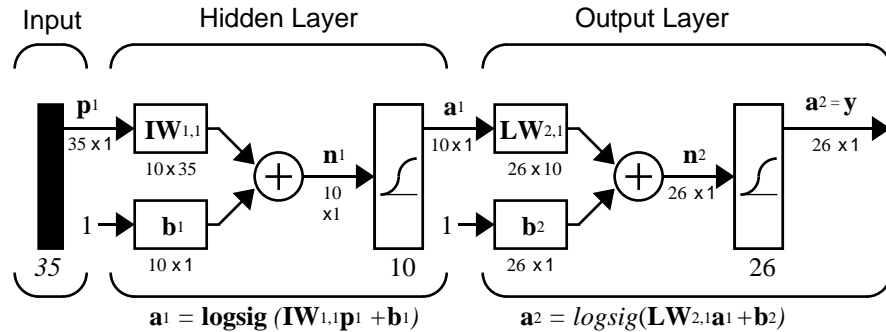 Input Hidden Layer Output Layer
p1 a1 a2 = y
IW1,1 LW2,1
35 x 1 n1 10 x 1 n2 26 x 1
10 x 35 26 x 10
10
x1 26 x 1
1 b1 1 b2
35 10 x 1 10 26 x 1 26
a1 = logsig (IW1,1p1 +b1) a2 = logsig(LW2,1a1 +b2)